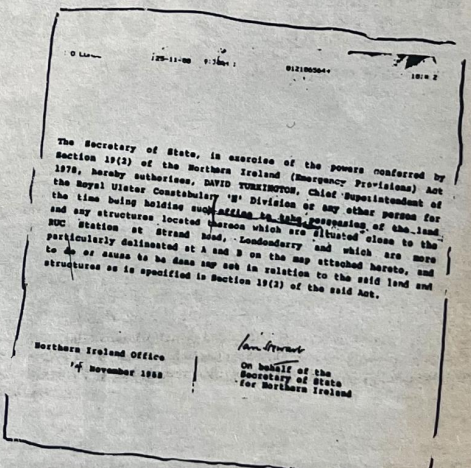 :25-11-88
The Secretary of State, in exercise of the powers conferred by
Section 19(2) of the Northern Ireland (Emergency Provisions) Act
1978, hereby authorises, DAVID TURKINGTON, Chief Superintendent of
the Royal Ulster Constabulary 'N' Division or any other person for
the time being holding such office to take possession of the land
and any structures located thereon which are situated close to the
RUC Station at Strand Road, Londonderry and which are more
particularly delineated at A and B on the map attached hereto, and
to do or cause to be done any act in relation to the said land and
structures as is specified in Section 19(2) of the said Act.
Northern Ireland Office
November 1988
Ian Stewart
On behalf of the
Secretary of State
for Northern Ireland